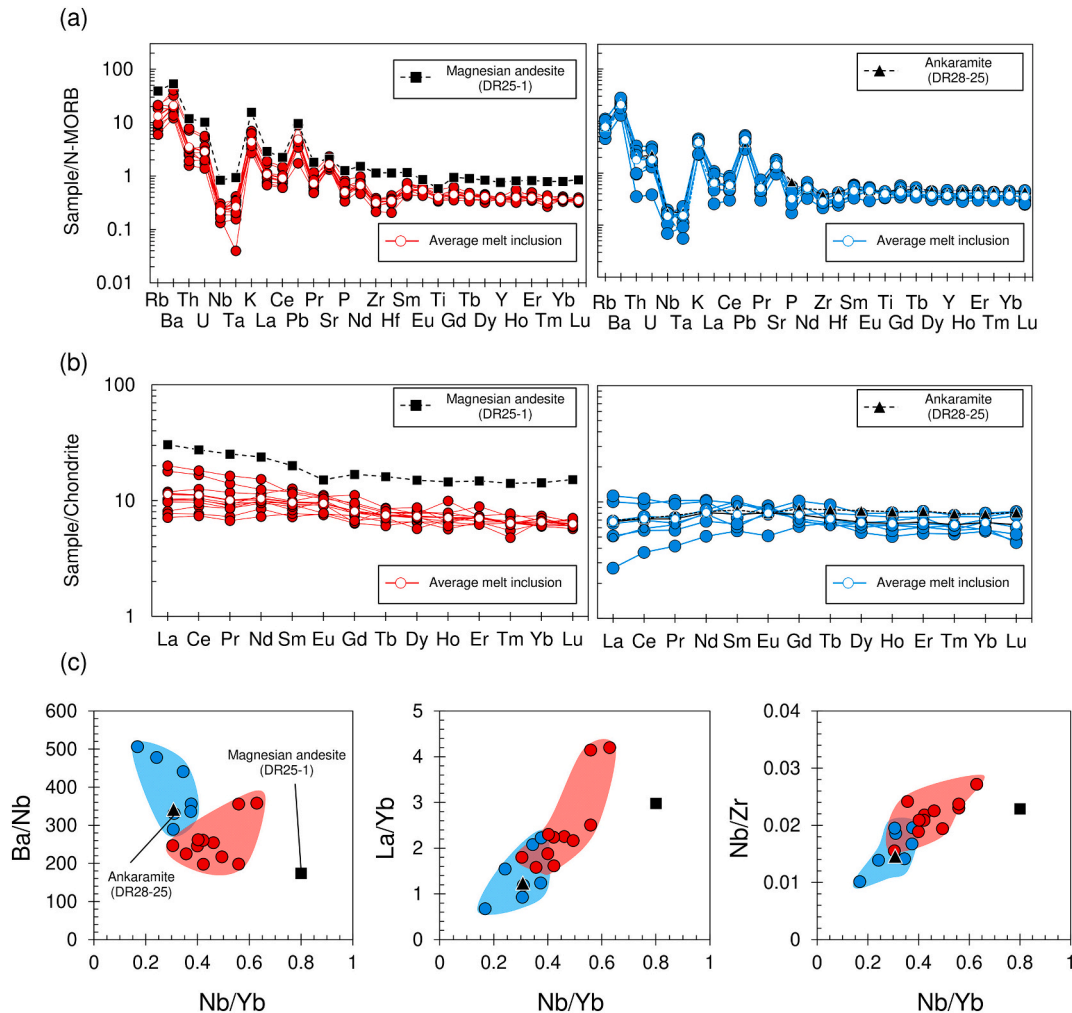 (a)
100
10
1
0.1
0.01
Sample/N-MORB
Magnesian andesite
(DR25-1)
Average melt inclusion
Ankaramite
(DR28-25)
Average melt inclusion
Rb Th Nb K Ce Pr P Zr Sm Ti Tb Y Er Yb
Ba U Ta La Pb Sr Nd Hf Eu Gd Dy Ho Tm Lu
Rb Th Nb K Ce Pr P Zr Sm Ti Tb Y Er Yb
Ba U Ta La Pb Sr Nd Hf Eu Gd Dy Ho Tm Lu
(b)
100
10
1
Sample/Chondrite
Magnesian andesite
(DR25-1)
Average melt inclusion
Ankaramite
(DR28-25)
Average melt inclusion
La Ce Pr Nd Sm Eu Gd Tb Dy Ho Er Tm Yb Lu
La Ce Pr Nd Sm Eu Gd Tb Dy Ho Er Tm Yb Lu
(c)
600
500
400
300
200
100
0
Ba/Nb
Magnesian andesite
(DR25-1)
Ankaramite
(DR28-25)
0 0.2 0.4 0.6 0.8 1
Nb/Yb
5
4
3
2
1
0
La/Yb
0 0.2 0.4 0.6 0.8 1
Nb/Yb
0.04
0.03
0.02
0.01
0
Nb/Zr
0 0.2 0.4 0.6 0.8 1
Nb/Yb